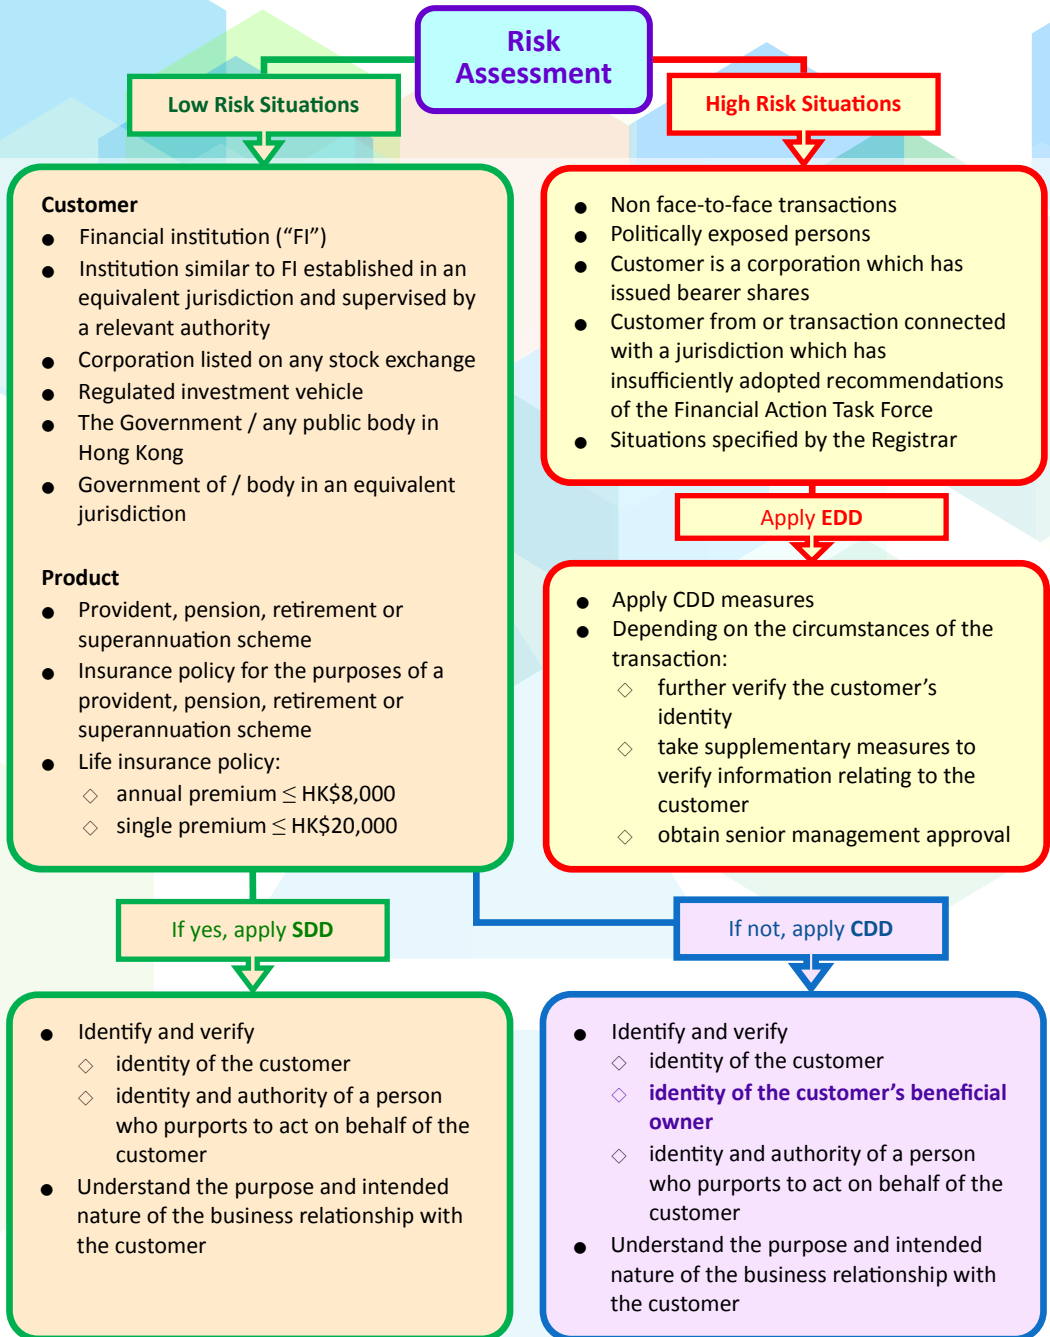 Risk
Assessment
Low Risk Situations
High Risk Situations
Customer
● Financial institution (“FI”)
● Institution similar to FI established in an
equivalent jurisdiction and supervised by
a relevant authority
● Corporation listed on any stock exchange
● Regulated investment vehicle
● The Government / any public body in
Hong Kong
● Government of / body in an equivalent
jurisdiction
Product
● Provident, pension, retirement or
superannuation scheme
● Insurance policy for the purposes of a
provident, pension, retirement or
superannuation scheme
● Life insurance policy:
◇ annual premium ≤ HK$8,000
◇ single premium ≤ HK$20,000
● Non face-to-face transactions
● Politically exposed persons
● Customer is a corporation which has
issued bearer shares
● Customer from or transaction connected
with a jurisdiction which has
insufficiently adopted recommendations
of the Financial Action Task Force
● Situations specified by the Registrar
Apply EDD
● Apply CDD measures
● Depending on the circumstances of the
transaction:
◇ further verify the customer’s
identity
◇ take supplementary measures to
verify information relating to the
customer
◇ obtain senior management approval
If yes, apply SDD
If not, apply CDD
● Identify and verify
◇ identity of the customer
◇ identity and authority of a person
who purports to act on behalf of the
customer
● Understand the purpose and intended
nature of the business relationship with
the customer
● Identify and verify
◇ identity of the customer
◇ identity of the customer’s beneficial
owner
◇ identity and authority of a person
who purports to act on behalf of the
customer
● Understand the purpose and intended
nature of the business relationship with
the customer